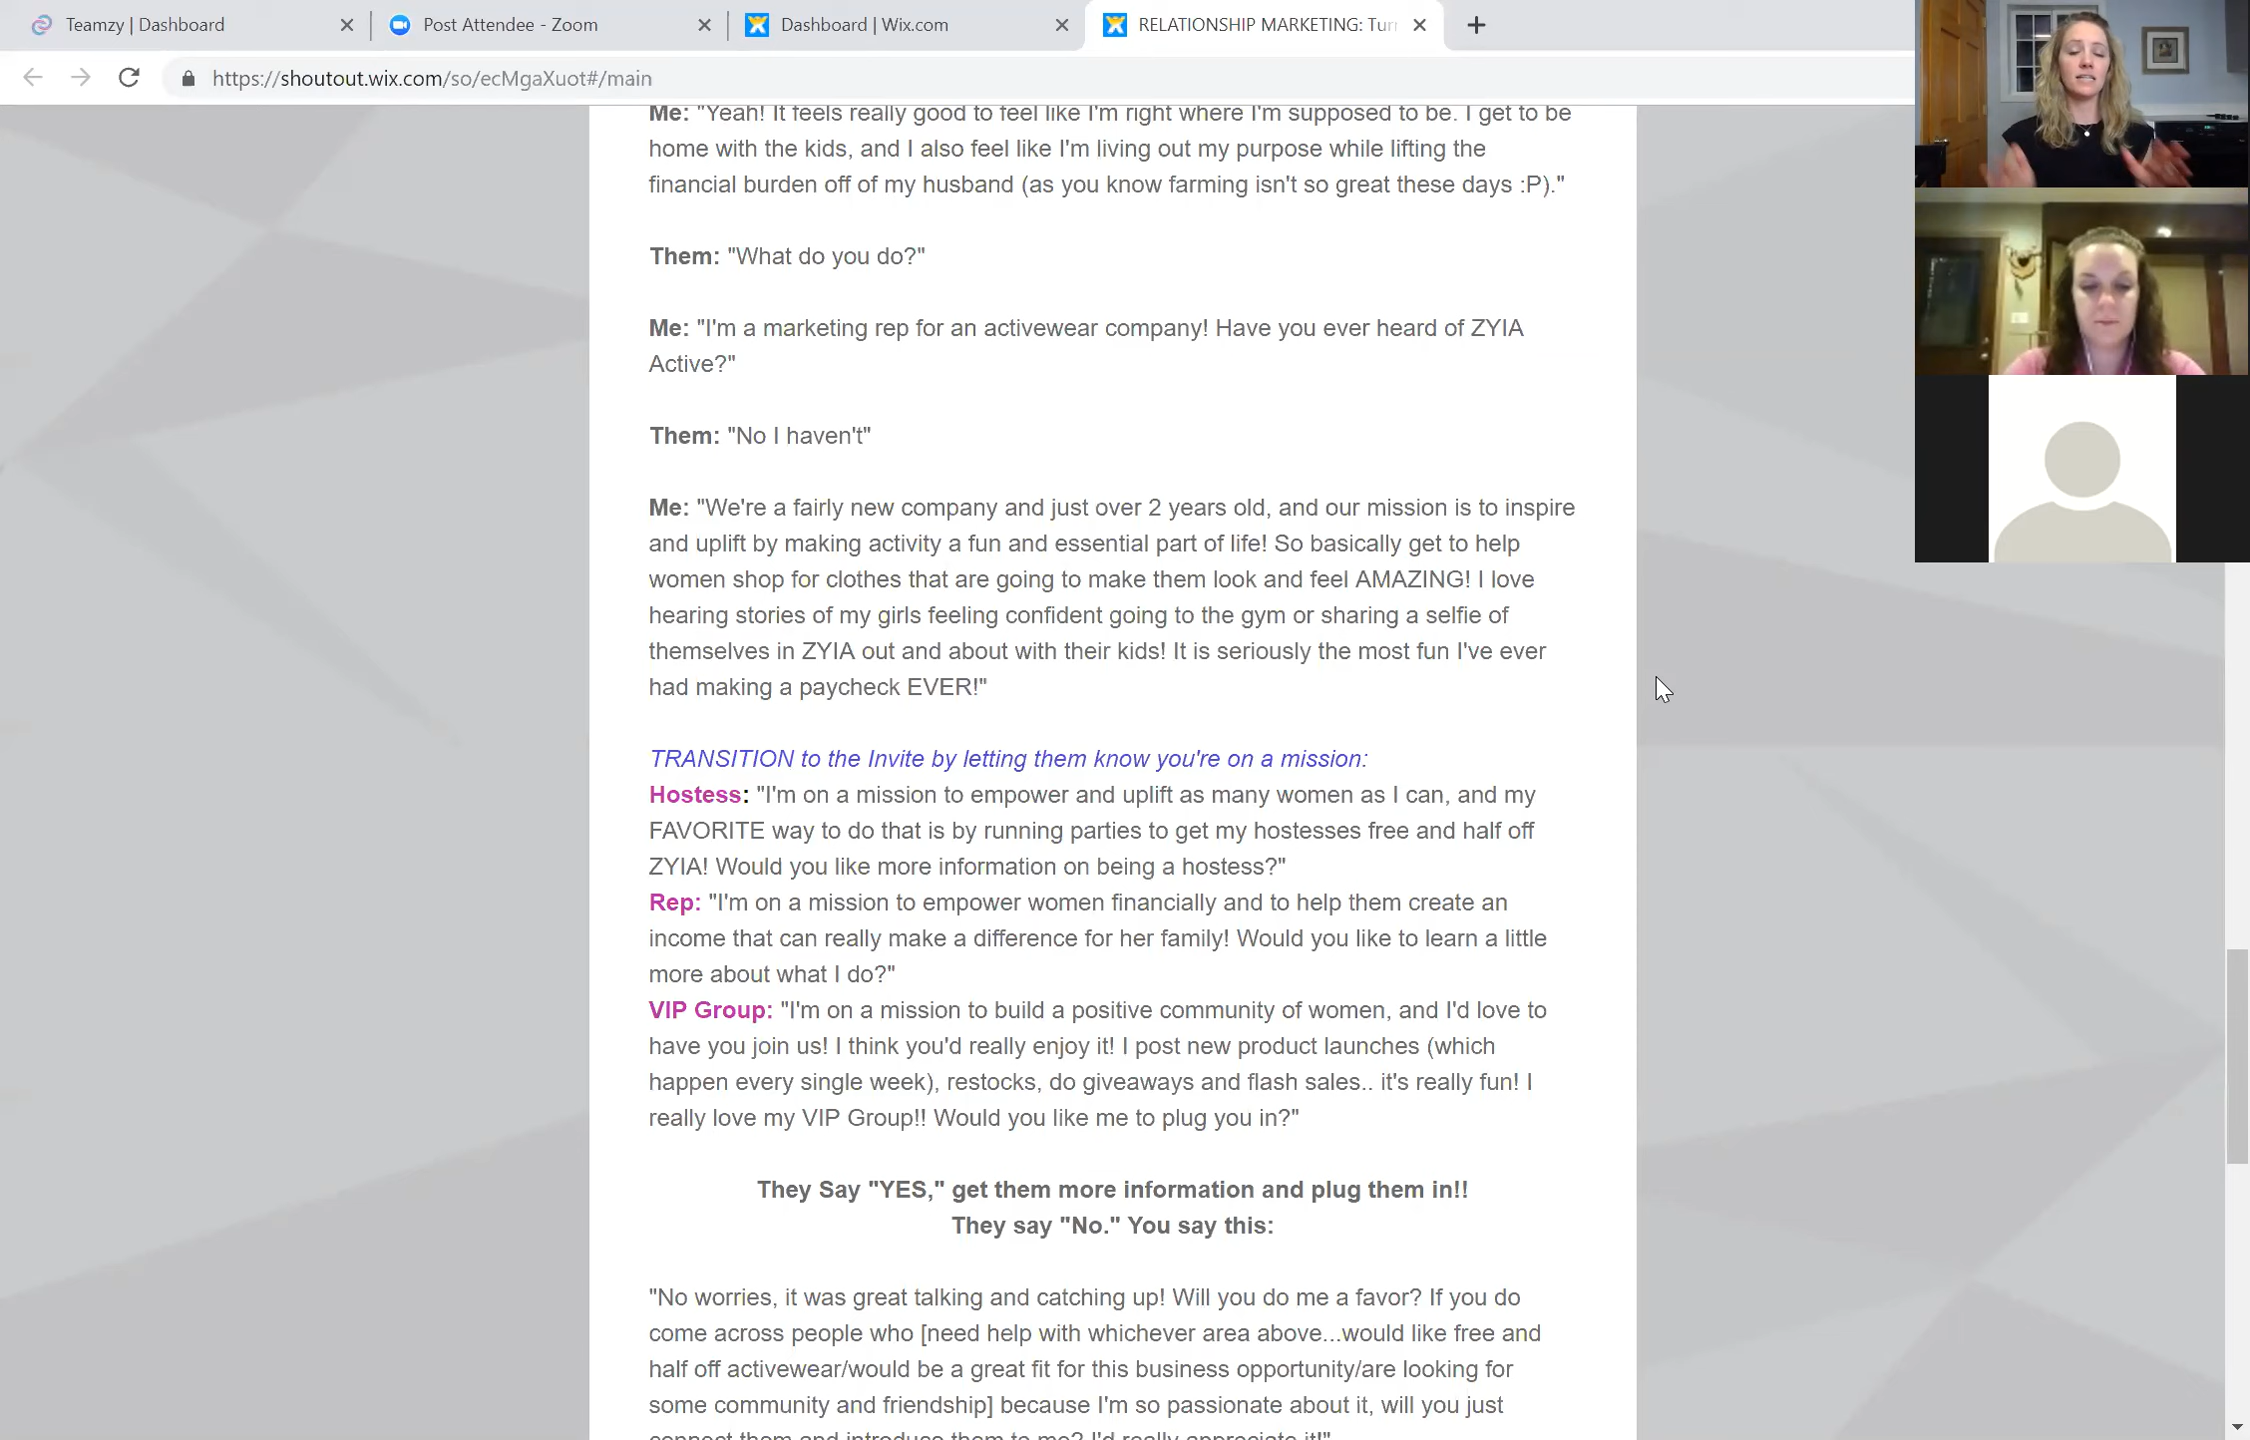 Teamzy | Dashboard
Post Attendee - Zoom
Dashboard | Wix.com
RELATIONSHIP MARKETING: Tur
https://shoutout.wix.com/so/ecMgaXuot#/main
Me: "Yeah! It feels really good to feel like I'm right where I'm supposed to be. I get to be
home with the kids, and I also feel like I'm living out my purpose while lifting the
financial burden off of my husband (as you know farming isn't so great these days :P)."
Them: "What do you do?"
Me: "I'm a marketing rep for an activewear company! Have you ever heard of ZYIA
Active?"
Them: "No I haven't"
Me: "We're a fairly new company and just over 2 years old, and our mission is to inspire
and uplift by making activity a fun and essential part of life! So basically get to help
women shop for clothes that are going to make them look and feel AMAZING! I love
hearing stories of my girls feeling confident going to the gym or sharing a selfie of
themselves in ZYIA out and about with their kids! It is seriously the most fun I've ever
had making a paycheck EVER!"
TRANSITION to the Invite by letting them know you're on a mission:
Hostess: "I'm on a mission to empower and uplift as many women as I can, and my
FAVORITE way to do that is by running parties to get my hostesses free and half off
ZYIA! Would you like more information on being a hostess?"
Rep: "I'm on a mission to empower women financially and to help them create an
income that can really make a difference for her family! Would you like to learn a little
more about what I do?"
VIP Group: "I'm on a mission to build a positive community of women, and I'd love to
have you join us! I think you'd really enjoy it! I post new product launches (which
happen every single week), restocks, do giveaways and flash sales.. it's really fun! I
really love my VIP Group!! Would you like me to plug you in?"
They Say "YES," get them more information and plug them in!!
They say "No." You say this:
"No worries, it was great talking and catching up! Will you do me a favor? If you do
come across people who [need help with whichever area above...would like free and
half off activewear/would be a great fit for this business opportunity/are looking for
some community and friendship] because I'm so passionate about it, will you just
connect them and introduce them to me? I'd really appreciate it!"